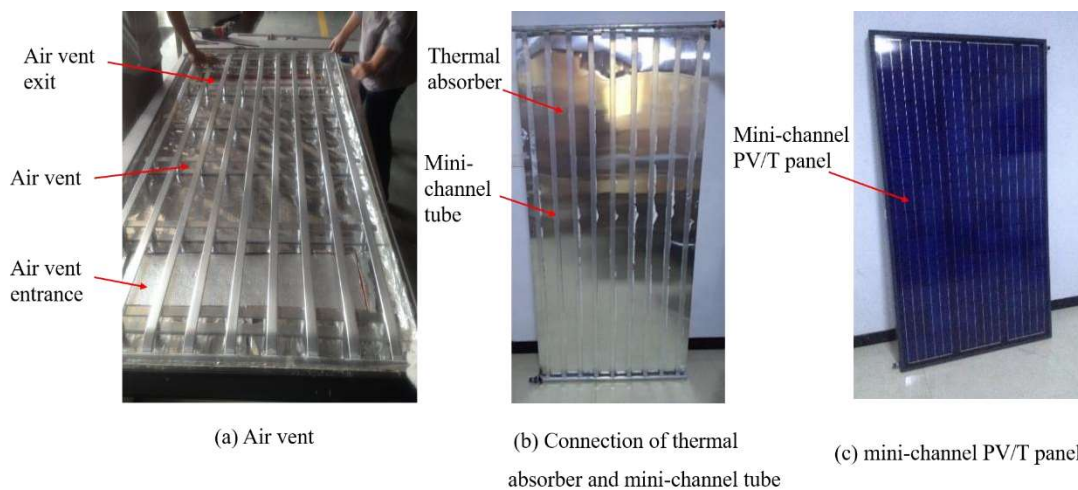 Air vent
exit
Air vent
Air vent
entrance
(a) Air vent
Thermal
absorber
Mini-
channel
tube
(b) Connection of thermal
absorber and mini-channel tube
Mini-channel
PV/T panel
(c) mini-channel PV/T panel